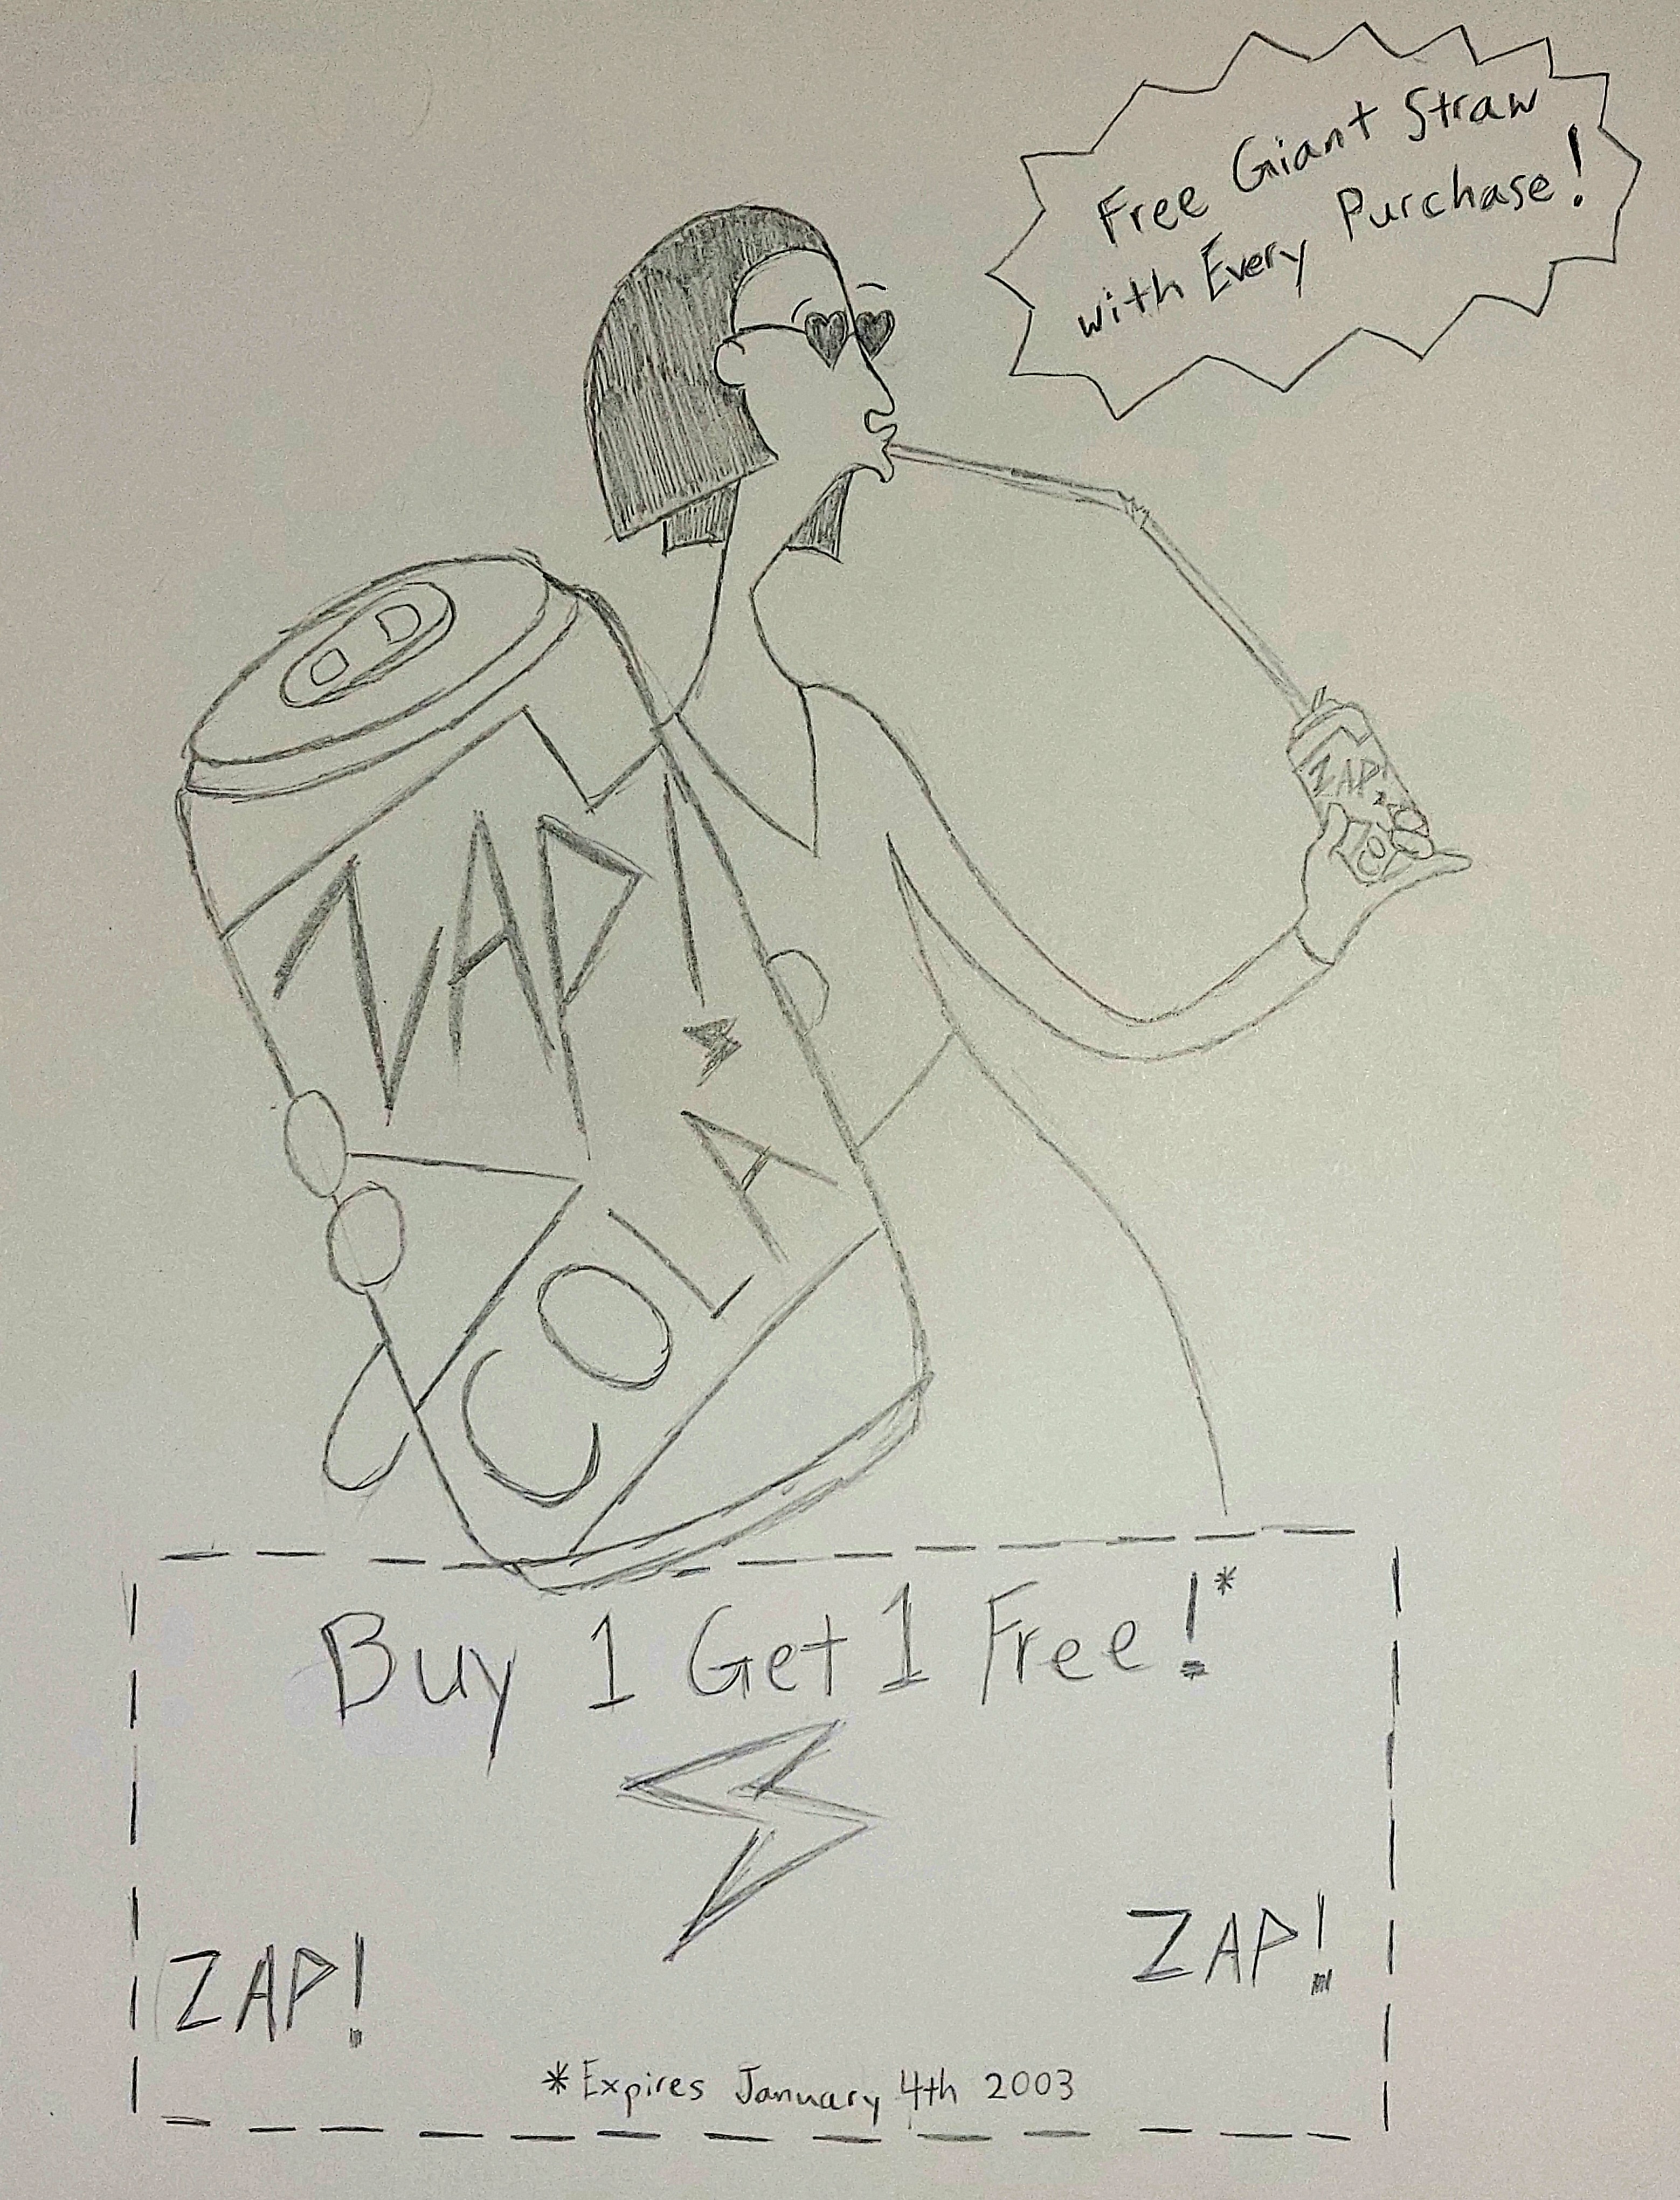 Free Giant Straw
with Every Purchase!
ZAP!
COLA
ZAP!
CO
Buy 1 Get 1 Free!*
ZAP!
ZAP!
*Expires January 4th 2003